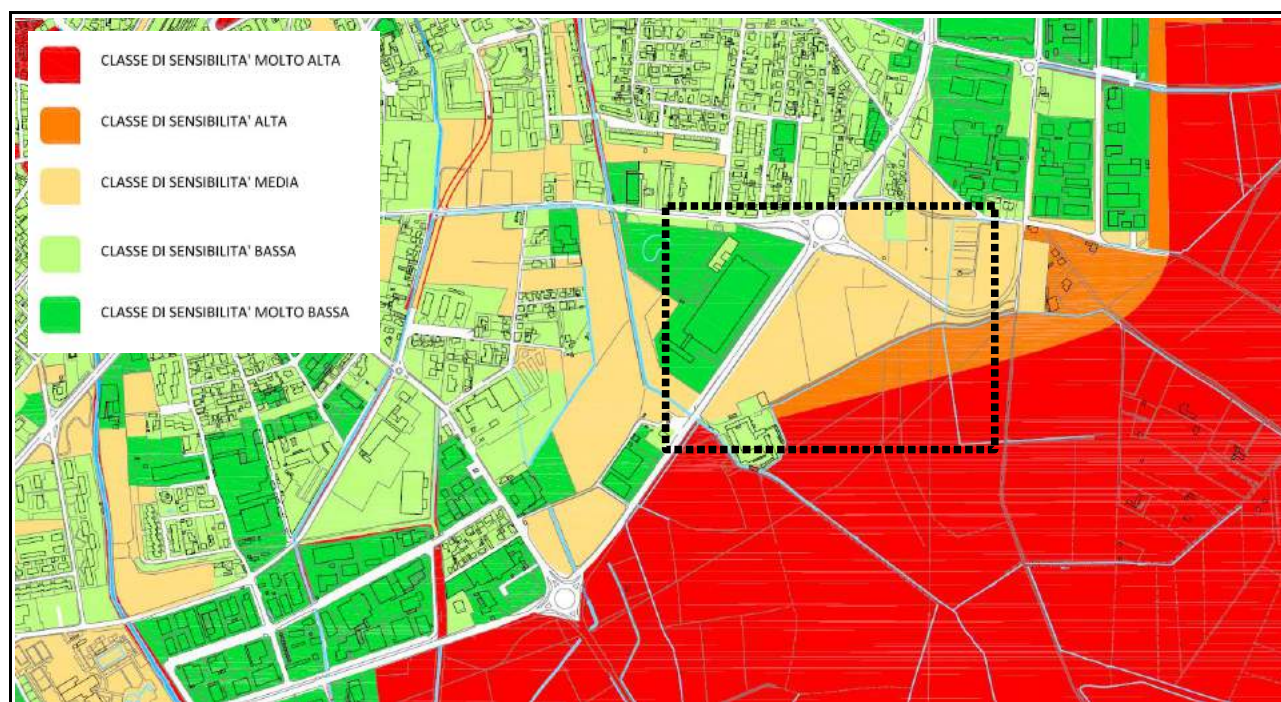 CLASSE DI SENSIBILITA' MOLTO ALTA
CLASSE DI SENSIBILITA' ALTA
CLASSE DI SENSIBILITA' MEDIA
CLASSE DI SENSIBILITA' BASSA
CLASSE DI SENSIBILITA' MOLTO BASSA